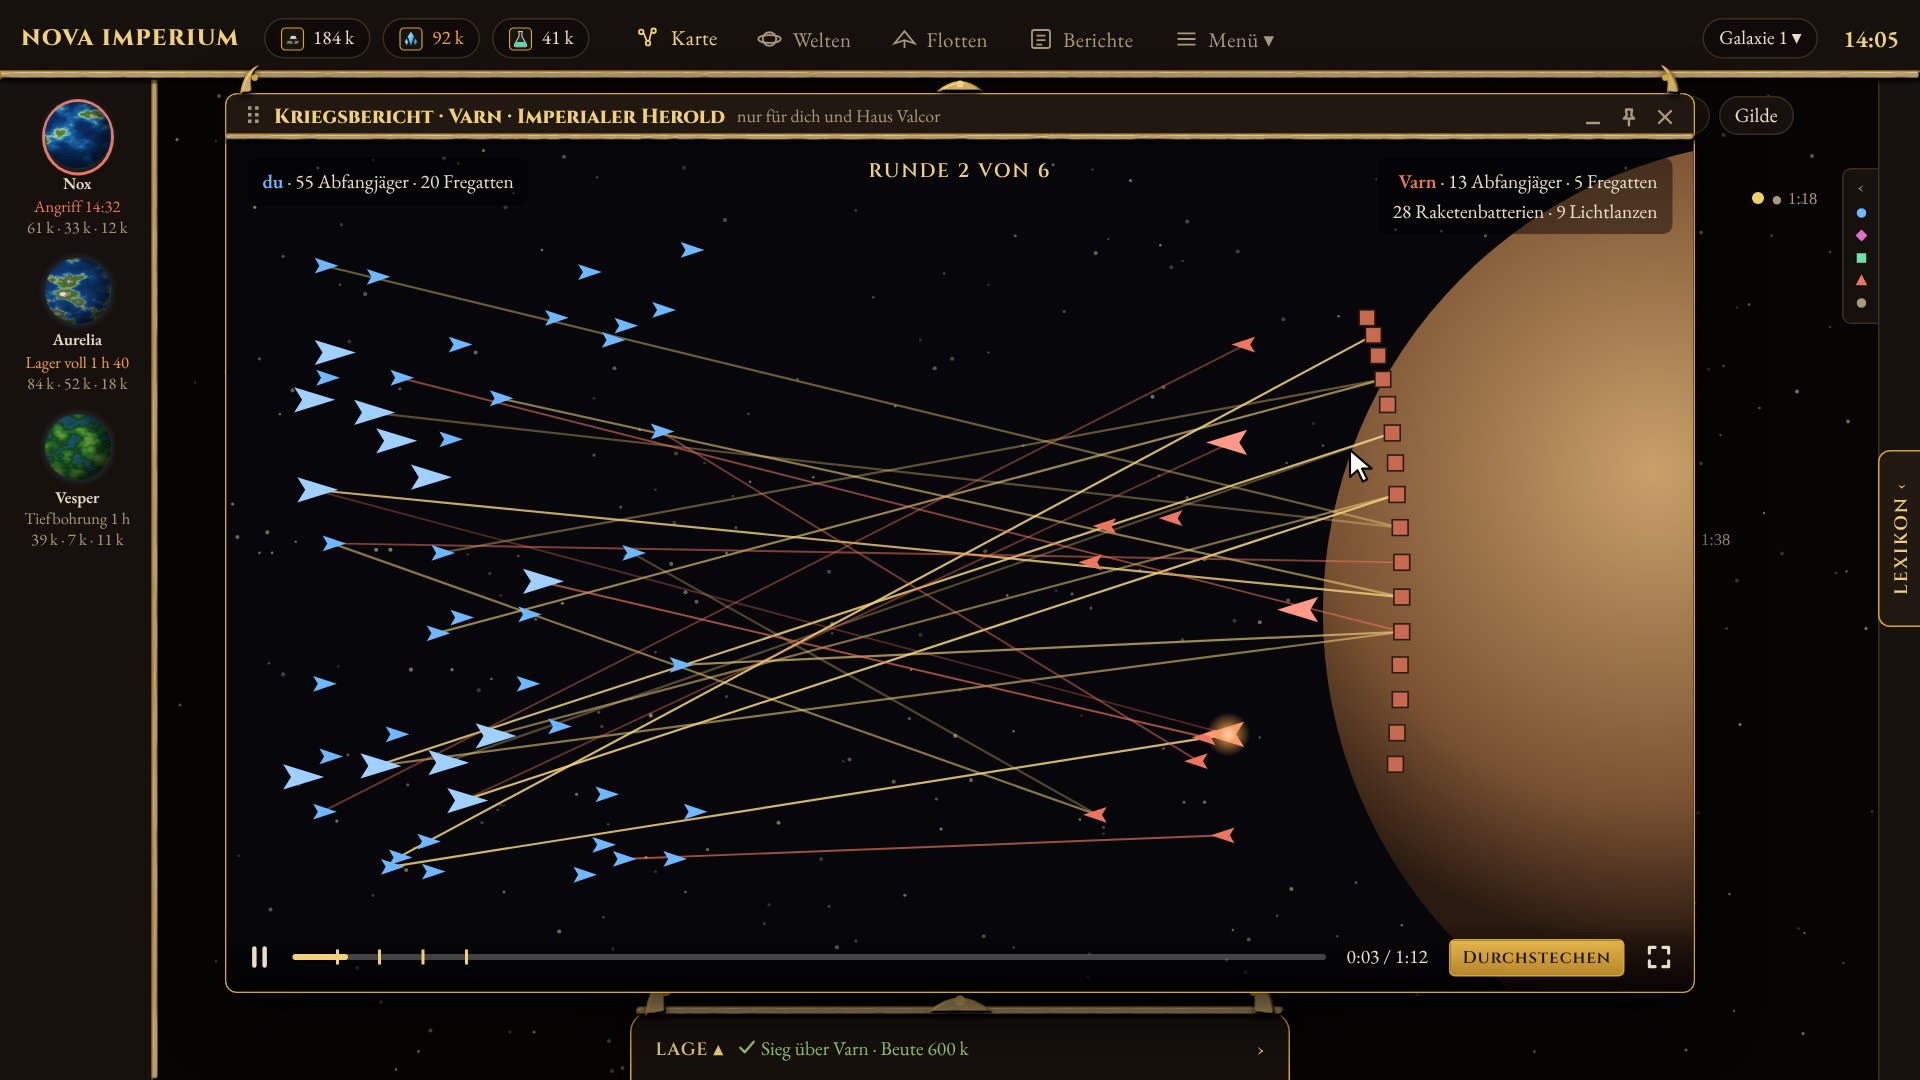 NOVA IMPERIUM
184 k
92 k
41 k
Karte
Welten
Flotten
Berichte
Menü ▾
Galaxie 1 ▾
14:05
Nox
Angriff 14:32
61 k · 33 k · 12 k
Aurelia
Lager voll 1 h 40
84 k · 52 k · 18 k
Vesper
Tiefbohrung 1 h
39 k · 7 k · 11 k
Kriegsbericht · Varn · Imperialer Herold nur für dich und Haus Valcor
Gilde
du · 55 Abfangjäger · 20 Fregatten
RUNDE 2 VON 6
Varn · 13 Abfangjäger · 5 Fregatten
28 Raketenbatterien · 9 Lichtlanzen
1:18
1:38
LEXIKON
0:03 / 1:12
DURCHSTECHEN
LAGE ▴ ✓ Sieg über Varn · Beute 600 k ›